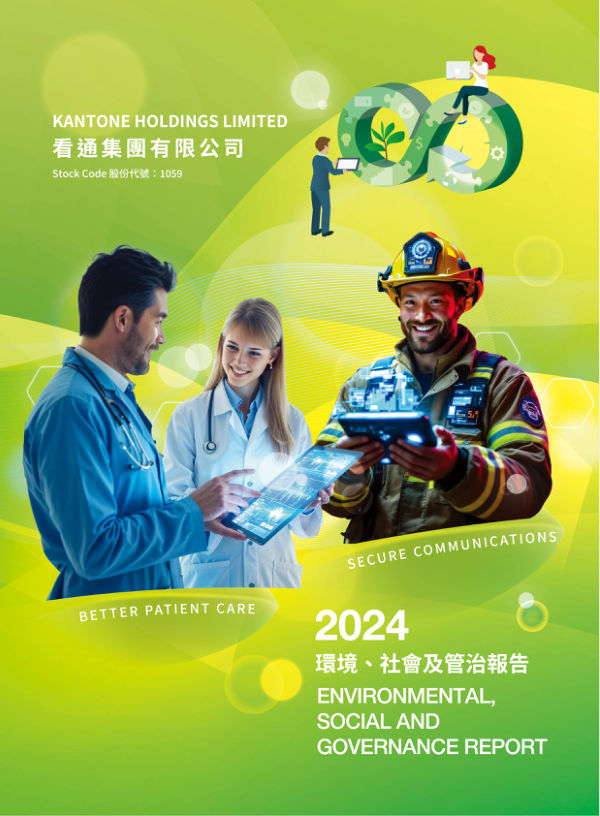 KANTONE HOLDINGS LIMITED
看通集團有限公司
Stock Code 股份代號：1059
BETTER PATIENT CARE
SECURE COMMUNICATIONS
2024
環境、社會及管治報告
ENVIRONMENTAL,
SOCIAL AND
GOVERNANCE REPORT